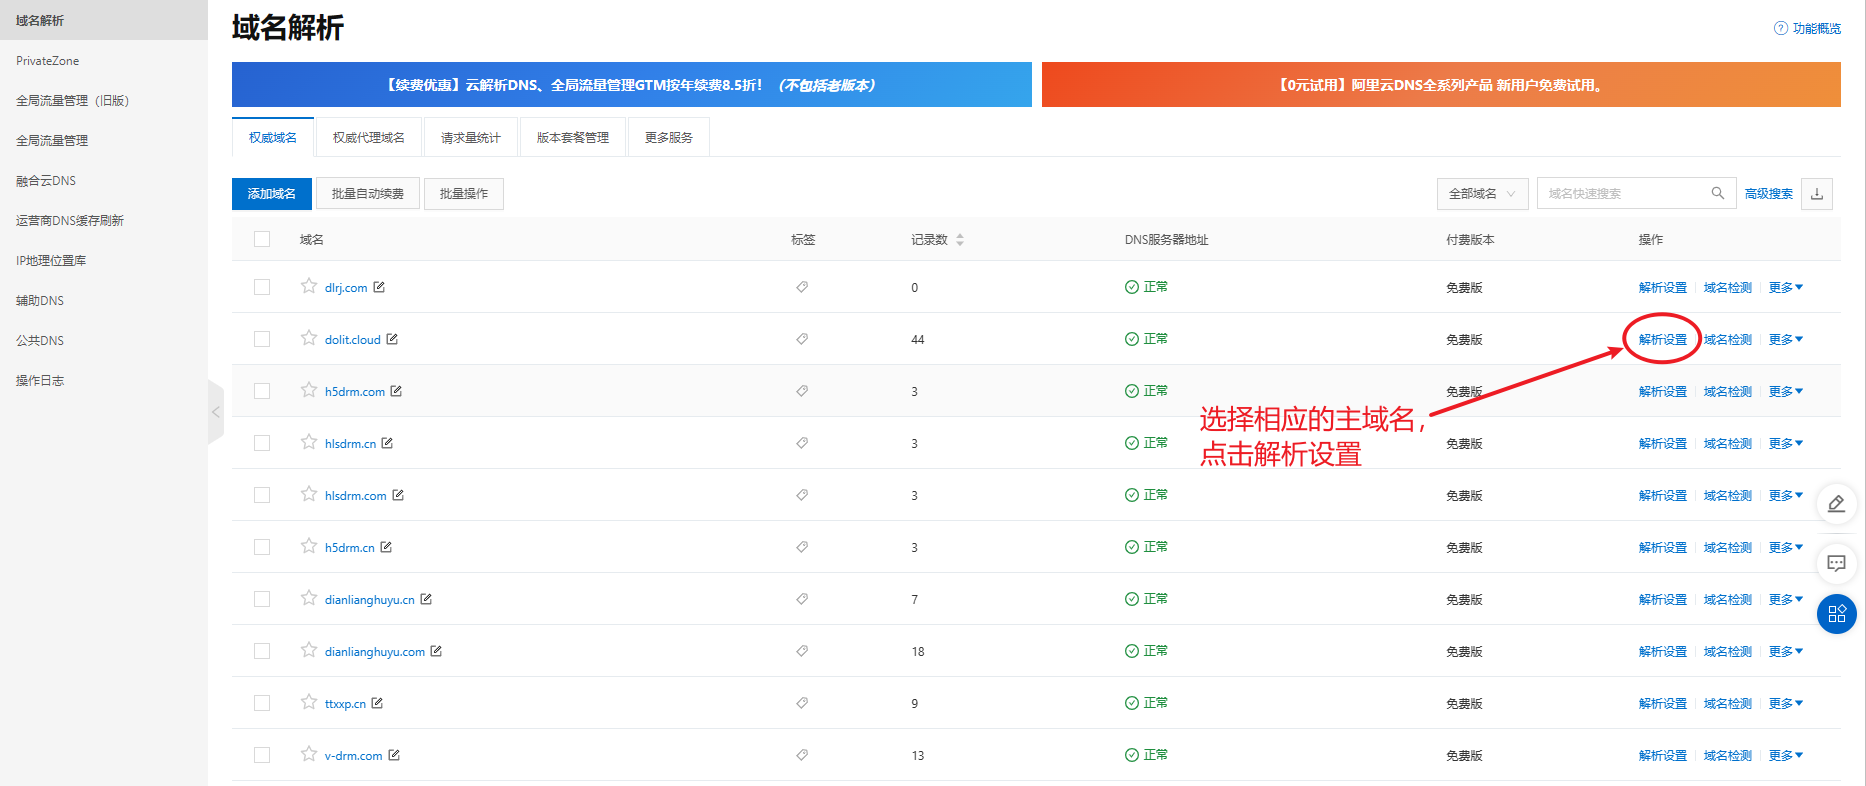 域名解析
PrivateZone
全局流量管理（旧版）
全局流量管理
融合云DNS
运营商DNS缓存刷新
IP地理位置库
辅助DNS
公共DNS
操作日志
域名解析
功能概览
【续费优惠】云解析DNS、全局流量管理GTM按年续费8.5折！（不包括老版本）
【0元试用】阿里云DNS全系列产品 新用户免费试用。
权威域名 权威代理域名 请求量统计 版本套餐管理 更多服务
添加域名 批量自动续费 批量操作 全部域名 域名快速搜索 高级搜索
域名 标签 记录数 DNS服务器地址 付费版本 操作
dlrj.com 0 正常 免费版 解析设置 域名检测 更多
dolit.cloud 44 正常 免费版 解析设置 域名检测 更多
h5drm.com 3 正常 免费版 解析设置 域名检测 更多
选择相应的主域名，
点击解析设置
hlsdrm.cn 3 正常 免费版 解析设置 域名检测 更多
hlsdrm.com 3 正常 免费版 解析设置 域名检测 更多
h5drm.cn 3 正常 免费版 解析设置 域名检测 更多
dianlianghuyu.cn 7 正常 免费版 解析设置 域名检测 更多
dianlianghuyu.com 18 正常 免费版 解析设置 域名检测 更多
ttxxp.cn 9 正常 免费版 解析设置 域名检测 更多
v-drm.com 13 正常 免费版 解析设置 域名检测 更多